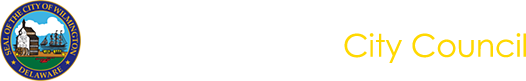 SEAL OF THE CITY OF WILMINGTON
DELAWARE
City Council